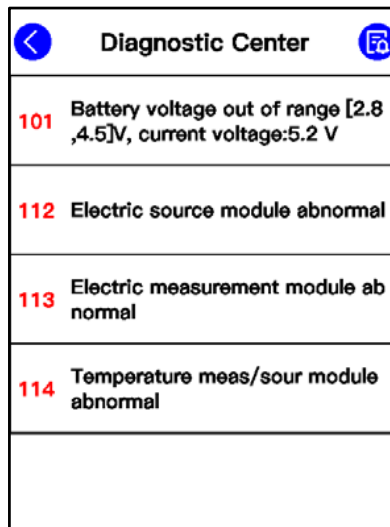 Diagnostic Center
101 Battery voltage out of range [2.8
,4.5]V, current voltage:5.2 V
112 Electric source module abnormal
113 Electric measurement module ab
normal
114 Temperature meas/sour module
abnormal